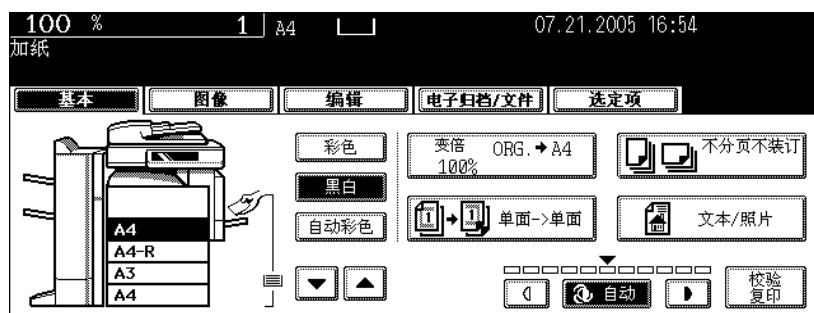 100 % 1 A4 07.21.2005 16:54
加纸
基本 图像 编辑 电子归档/文件 选定项
彩色
黑白
自动彩色
变倍 ORG.➔A4
100%
不分页不装订
1➔1 单面->单面
文本/照片
A4
A4-R
A3
A4
自动
校验
复印